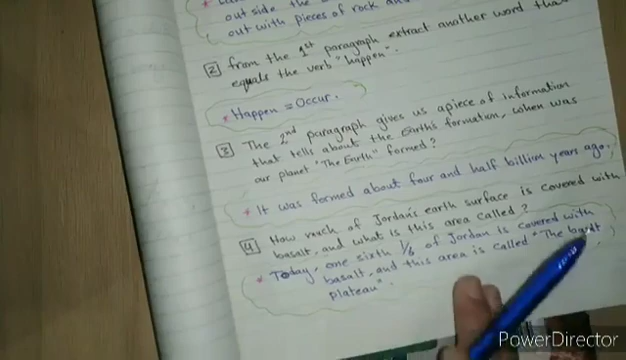 out side the
out with pieces of rock and
2 from the 1st paragraph extract another word that
equals the verb "happen".
* Happen = Occur.
3 The 2nd paragraph gives us apiece of information
that tells about the Earth's formation, when was
our planet "The Earth" formed?
* It was formed about four and half billion years ago.
4 How much of Jordan's earth surface is covered with
basalt, and what is this area called?
* Today, one sixth 1/6 of Jordan is covered with
basalt, and this area is called "The basalt
plateau".
PowerDirector